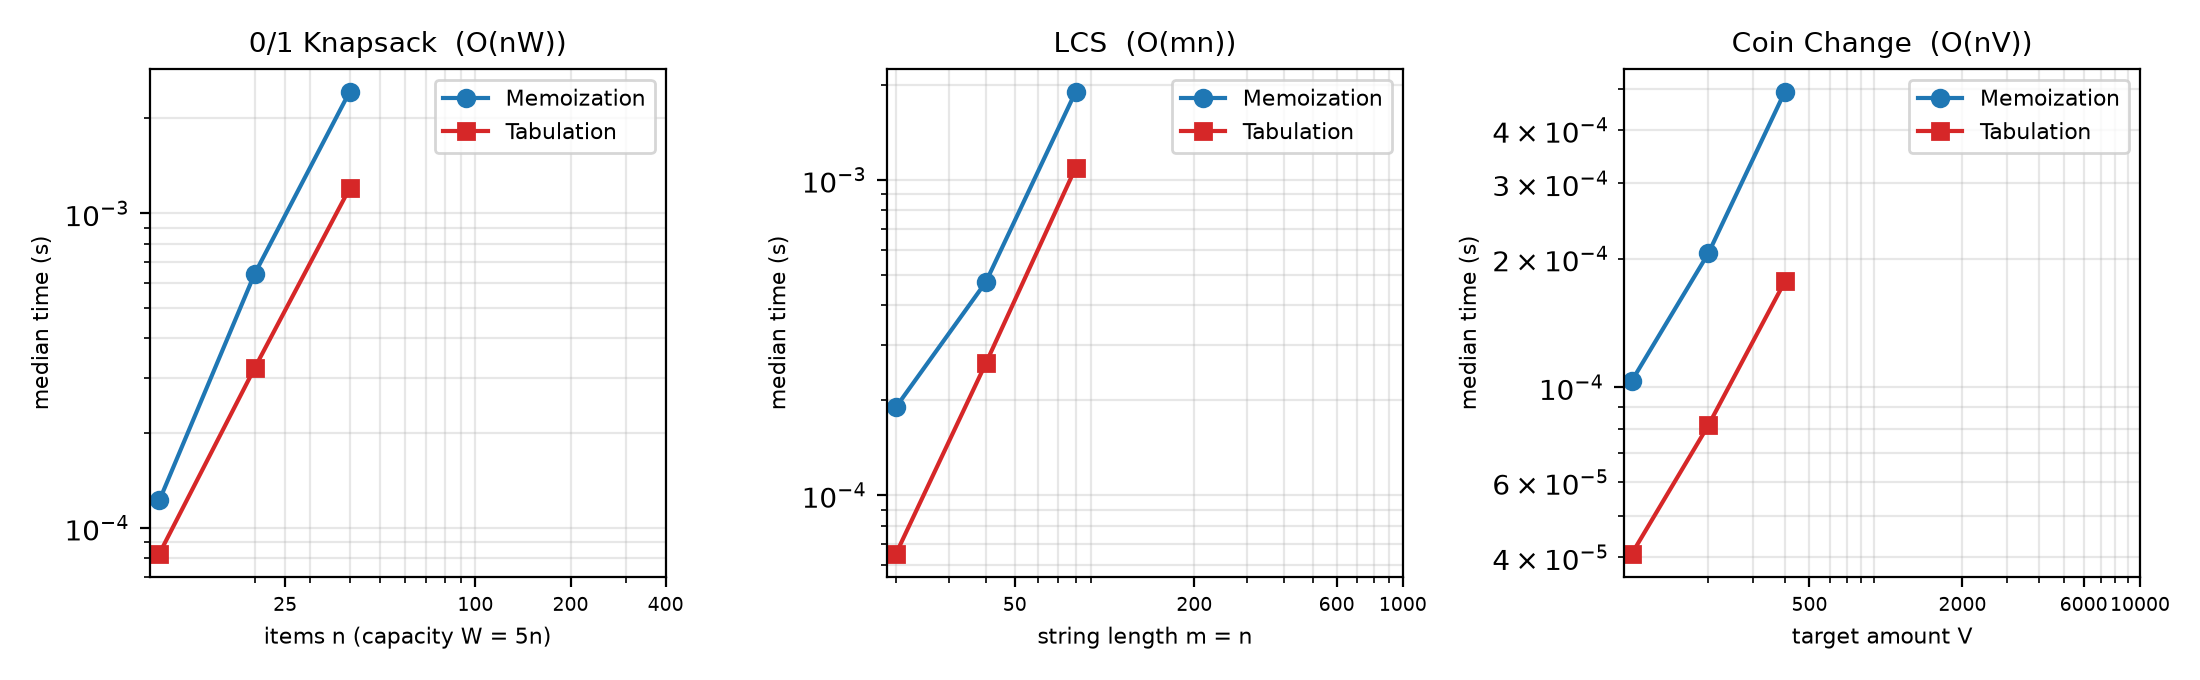 0/1 Knapsack  (O(nW))
Memoization
Tabulation
10⁻³
10⁻⁴
median time (s)
25
100
200
400
items n (capacity W = 5n)
LCS  (O(mn))
Memoization
Tabulation
10⁻³
10⁻⁴
median time (s)
50
200
600
1000
string length m = n
Coin Change  (O(nV))
Memoization
Tabulation
4 × 10⁻⁴
3 × 10⁻⁴
2 × 10⁻⁴
10⁻⁴
6 × 10⁻⁵
4 × 10⁻⁵
median time (s)
500
2000
6000
10000
target amount V